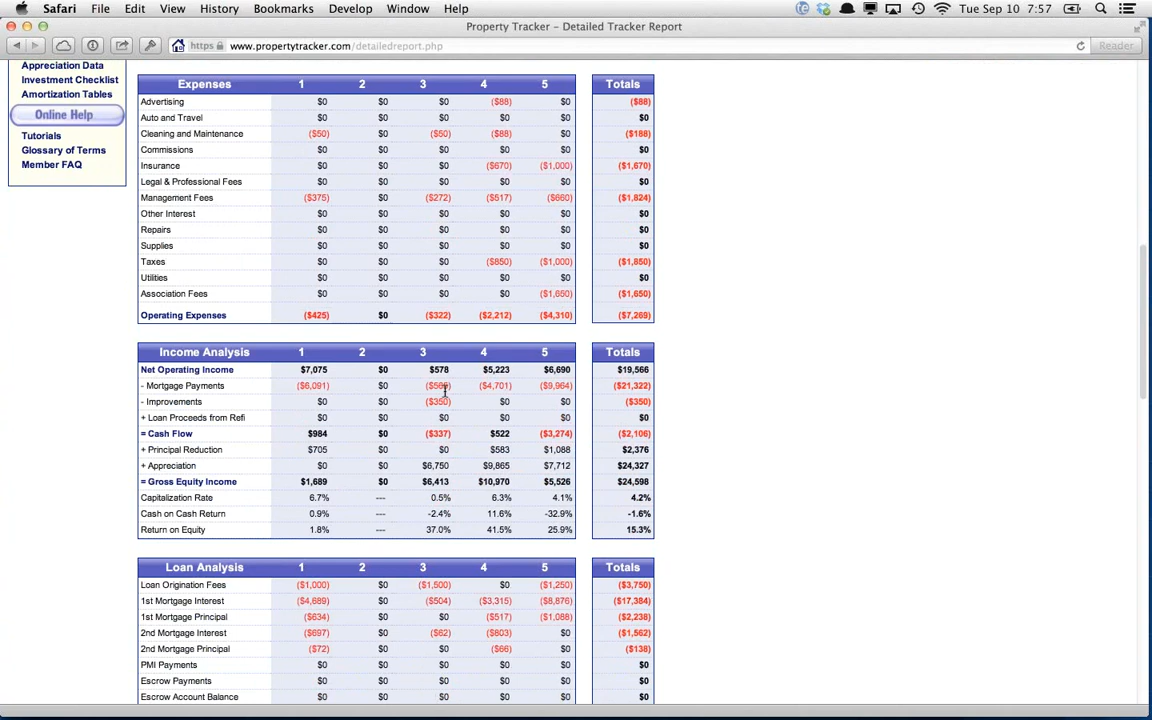 Safari File Edit View History Bookmarks Develop Window Help Tue Sep 10 7:57
Property Tracker – Detailed Tracker Report
https www.propertytracker.com/detailedreport.php Reader
Appreciation Data
Investment Checklist
Amortization Tables
Online Help
Tutorials
Glossary of Terms
Member FAQ
Expenses 1 2 3 4 5 Totals
Advertising $0 $0 $0 ($88) $0 ($88)
Auto and Travel $0 $0 $0 $0 $0 $0
Cleaning and Maintenance ($50) $0 ($50) ($88) $0 ($188)
Commissions $0 $0 $0 $0 $0 $0
Insurance $0 $0 $0 ($670) ($1,000) ($1,670)
Legal & Professional Fees $0 $0 $0 $0 $0 $0
Management Fees ($375) $0 ($272) ($517) ($660) ($1,824)
Other Interest $0 $0 $0 $0 $0 $0
Repairs $0 $0 $0 $0 $0 $0
Supplies $0 $0 $0 $0 $0 $0
Taxes $0 $0 $0 ($850) ($1,000) ($1,850)
Utilities $0 $0 $0 $0 $0 $0
Association Fees $0 $0 $0 $0 ($1,650) ($1,650)
Operating Expenses ($425) $0 ($322) ($2,212) ($4,310) ($7,269)
Income Analysis 1 2 3 4 5 Totals
Net Operating Income $7,075 $0 $578 $5,223 $6,690 $19,566
- Mortgage Payments ($6,091) $0 ($4,701) ($9,964) ($21,322)
- Improvements $0 $0 ($350) $0 $0 ($350)
+ Loan Proceeds from Refi $0 $0 $0 $0 $0 $0
= Cash Flow $984 $0 ($337) $522 ($3,274) ($2,106)
+ Principal Reduction $705 $0 $0 $583 $1,088 $2,376
+ Appreciation $0 $0 $6,750 $9,865 $7,712 $24,327
= Gross Equity Income $1,689 $0 $6,413 $10,970 $5,526 $24,598
Capitalization Rate 6.7% --- 0.5% 6.3% 4.1% 4.2%
Cash on Cash Return 0.9% --- -2.4% 11.6% -32.9% -1.6%
Return on Equity 1.8% --- 37.0% 41.5% 25.9% 15.3%
Loan Analysis 1 2 3 4 5 Totals
Loan Origination Fees ($1,000) $0 ($1,500) $0 ($1,250) ($3,750)
1st Mortgage Interest ($4,689) $0 ($504) ($3,315) ($8,876) ($17,384)
1st Mortgage Principal ($634) $0 $0 ($517) ($1,088) ($2,238)
2nd Mortgage Interest ($697) $0 ($62) ($803) $0 ($1,562)
2nd Mortgage Principal ($72) $0 $0 ($66) $0 ($138)
PMI Payments $0 $0 $0 $0 $0 $0
Escrow Payments $0 $0 $0 $0 $0 $0
Escrow Account Balance $0 $0 $0 $0 $0 $0